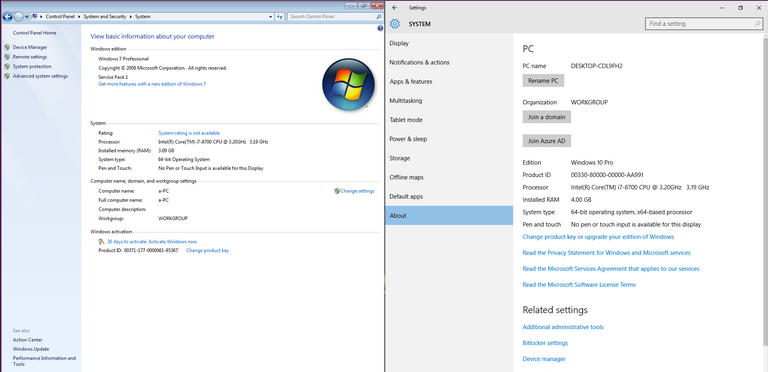 Control Panel ▸ System and Security ▸ System
Search Control Panel
Control Panel Home
Device Manager
Remote settings
System protection
Advanced system settings
View basic information about your computer
Windows edition
Windows 7 Professional
Copyright © 2009 Microsoft Corporation. All rights reserved.
Service Pack 1
Get more features with a new edition of Windows 7
System
Rating: System rating is not available
Processor: Intel(R) Core(TM) i7-8700 CPU @ 3.20GHz 3.19 GHz
Installed memory (RAM): 3.09 GB
System type: 64-bit Operating System
Pen and Touch: No Pen or Touch Input is available for this Display
Computer name, domain, and workgroup settings
Computer name: a-PC
Change settings
Full computer name: a-PC
Computer description:
Workgroup: WORKGROUP
Windows activation
30 days to activate. Activate Windows now.
Product ID: 00371-177-0000061-85367 Change product key
See also
Action Center
Windows Update
Performance Information and
Tools
Settings
SYSTEM
Find a setting
Display
Notifications & actions
Apps & features
Multitasking
Tablet mode
Power & sleep
Storage
Offline maps
Default apps
About
PC
PC name DESKTOP-CDL9FH2
Rename PC
Organization WORKGROUP
Join a domain
Join Azure AD
Edition Windows 10 Pro
Product ID 00330-80000-00000-AA991
Processor Intel(R) Core(TM) i7-8700 CPU @ 3.20GHz 3.19 GHz
Installed RAM 4.00 GB
System type 64-bit operating system, x64-based processor
Pen and touch No pen or touch input is available for this display
Change product key or upgrade your edition of Windows
Read the Privacy Statement for Windows and Microsoft services
Read the Microsoft Services Agreement that applies to our services
Read the Microsoft Software License Terms
Related settings
Additional administrative tools
Bitlocker settings
Device manager